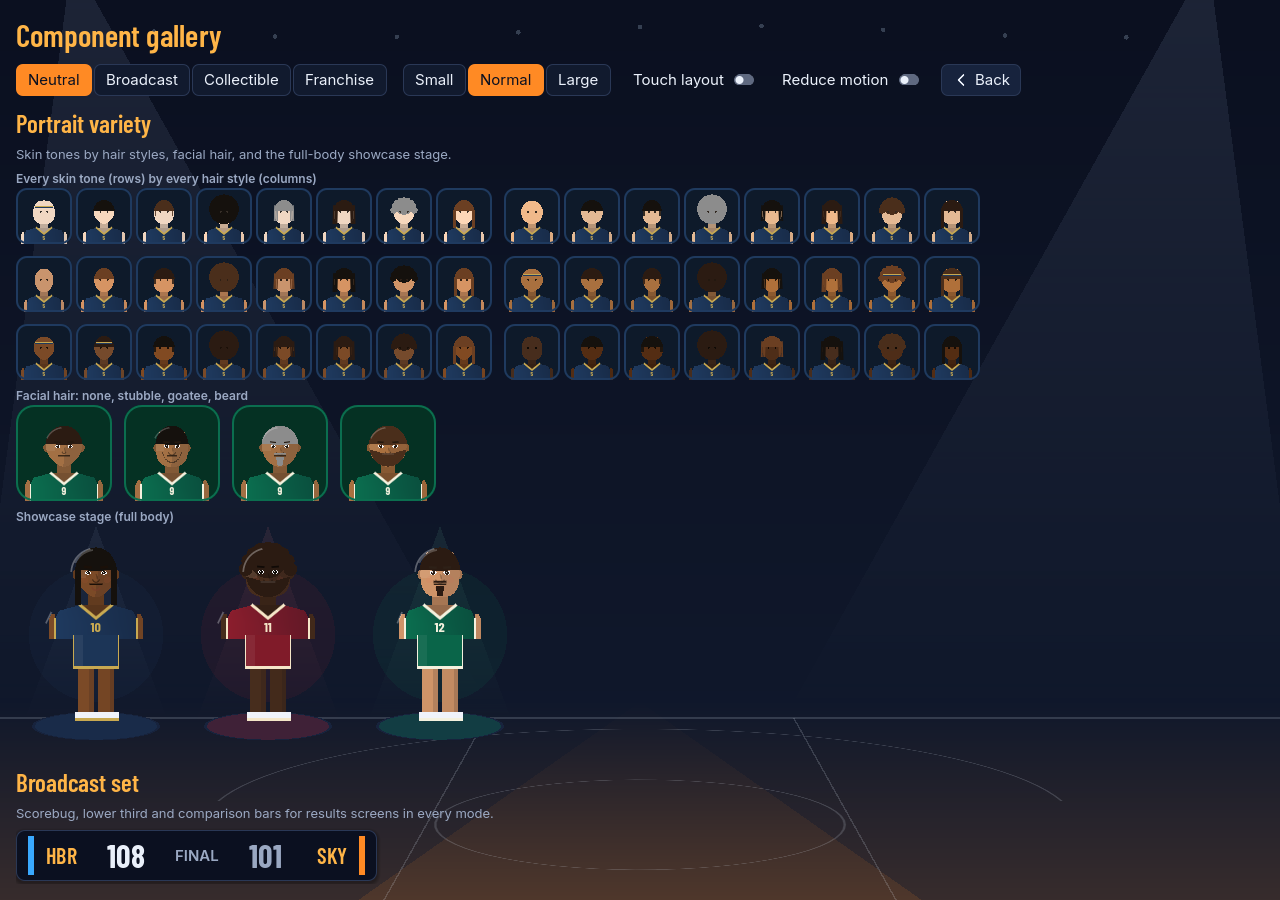 Component gallery
Neutral Broadcast Collectible Franchise Small Normal Large Touch layout Reduce motion Back
Portrait variety
Skin tones by hair styles, facial hair, and the full-body showcase stage.
Every skin tone (rows) by every hair style (columns)
Facial hair: none, stubble, goatee, beard
9 9 9 9
Showcase stage (full body)
10 11 12
Broadcast set
Scorebug, lower third and comparison bars for results screens in every mode.
HBR 108 FINAL 101 SKY